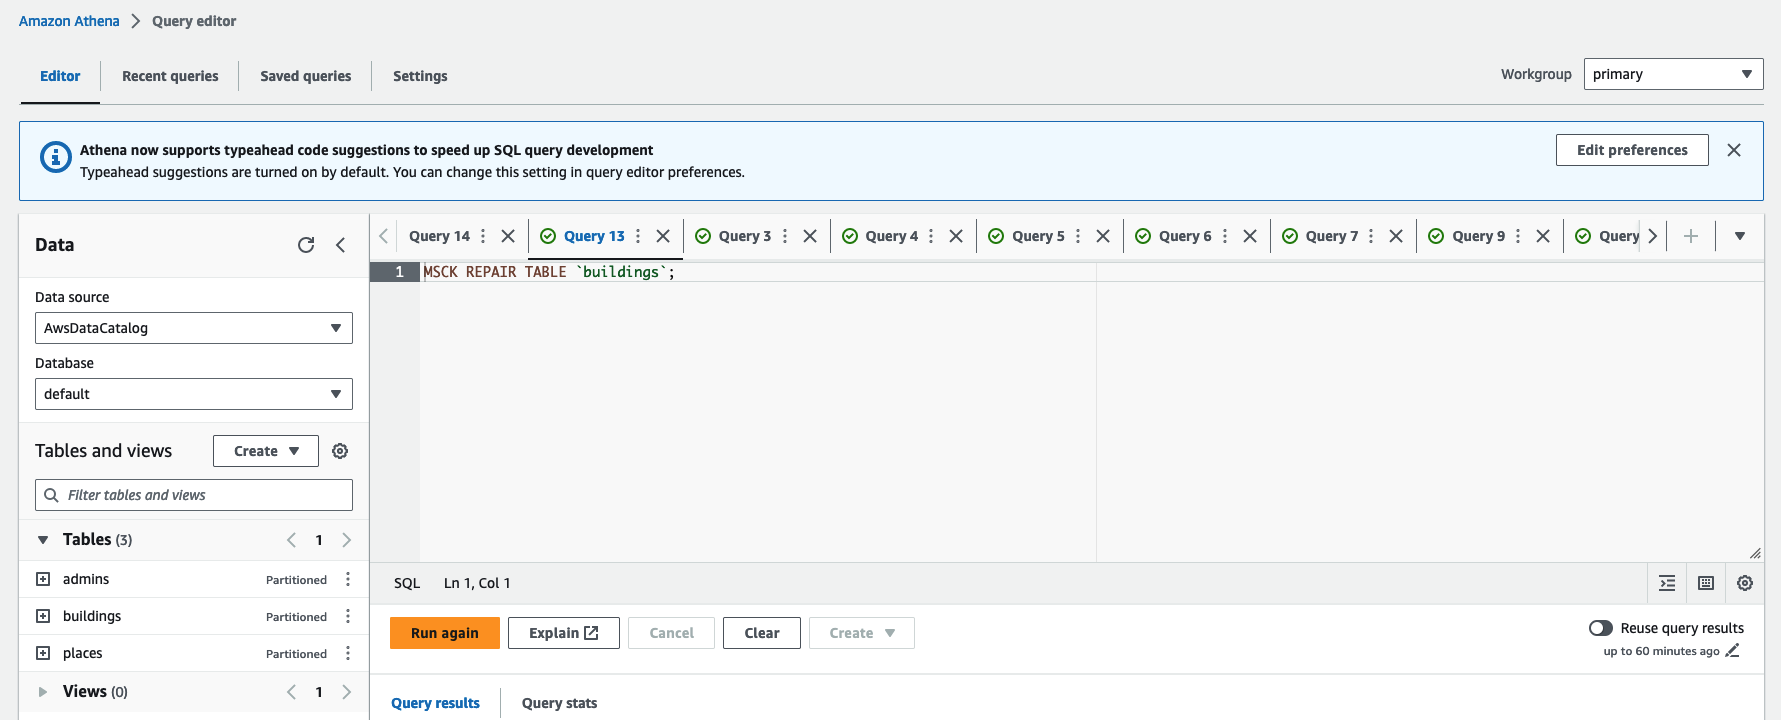 Amazon Athena > Query editor
Editor Recent queries Saved queries Settings Workgroup primary
Athena now supports typeahead code suggestions to speed up SQL query development
Typeahead suggestions are turned on by default. You can change this setting in query editor preferences.
Edit preferences
Data
Query 14 Query 13 Query 3 Query 4 Query 5 Query 6 Query 7 Query 9 Query
1 MSCK REPAIR TABLE `buildings`;
Data source
AwsDataCatalog
Database
default
Tables and views Create
Filter tables and views
Tables (3) 1
admins Partitioned
buildings Partitioned
places Partitioned
Views (0) 1
SQL Ln 1, Col 1
Run again Explain Cancel Clear Create
Reuse query results
up to 60 minutes ago
Query results Query stats